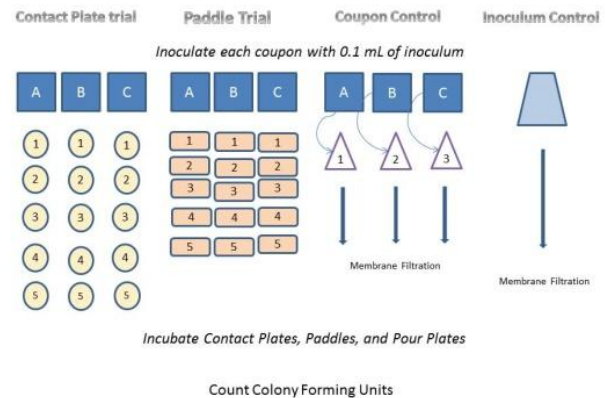 Contact Plate trial Paddle Trial Coupon Control Inoculum Control
Inoculate each coupon with 0.1 mL of inoculum
A B C A B C A B C
1 1 1 1 1 1 1 2 3
2 2 2 2 2 2
3 3 3 3 3 3
4 4 4 4 4 4
5 5 5 5 5 5
Membrane Filtration
Membrane Filtration
Incubate Contact Plates, Paddles, and Pour Plates
Count Colony Forming Units